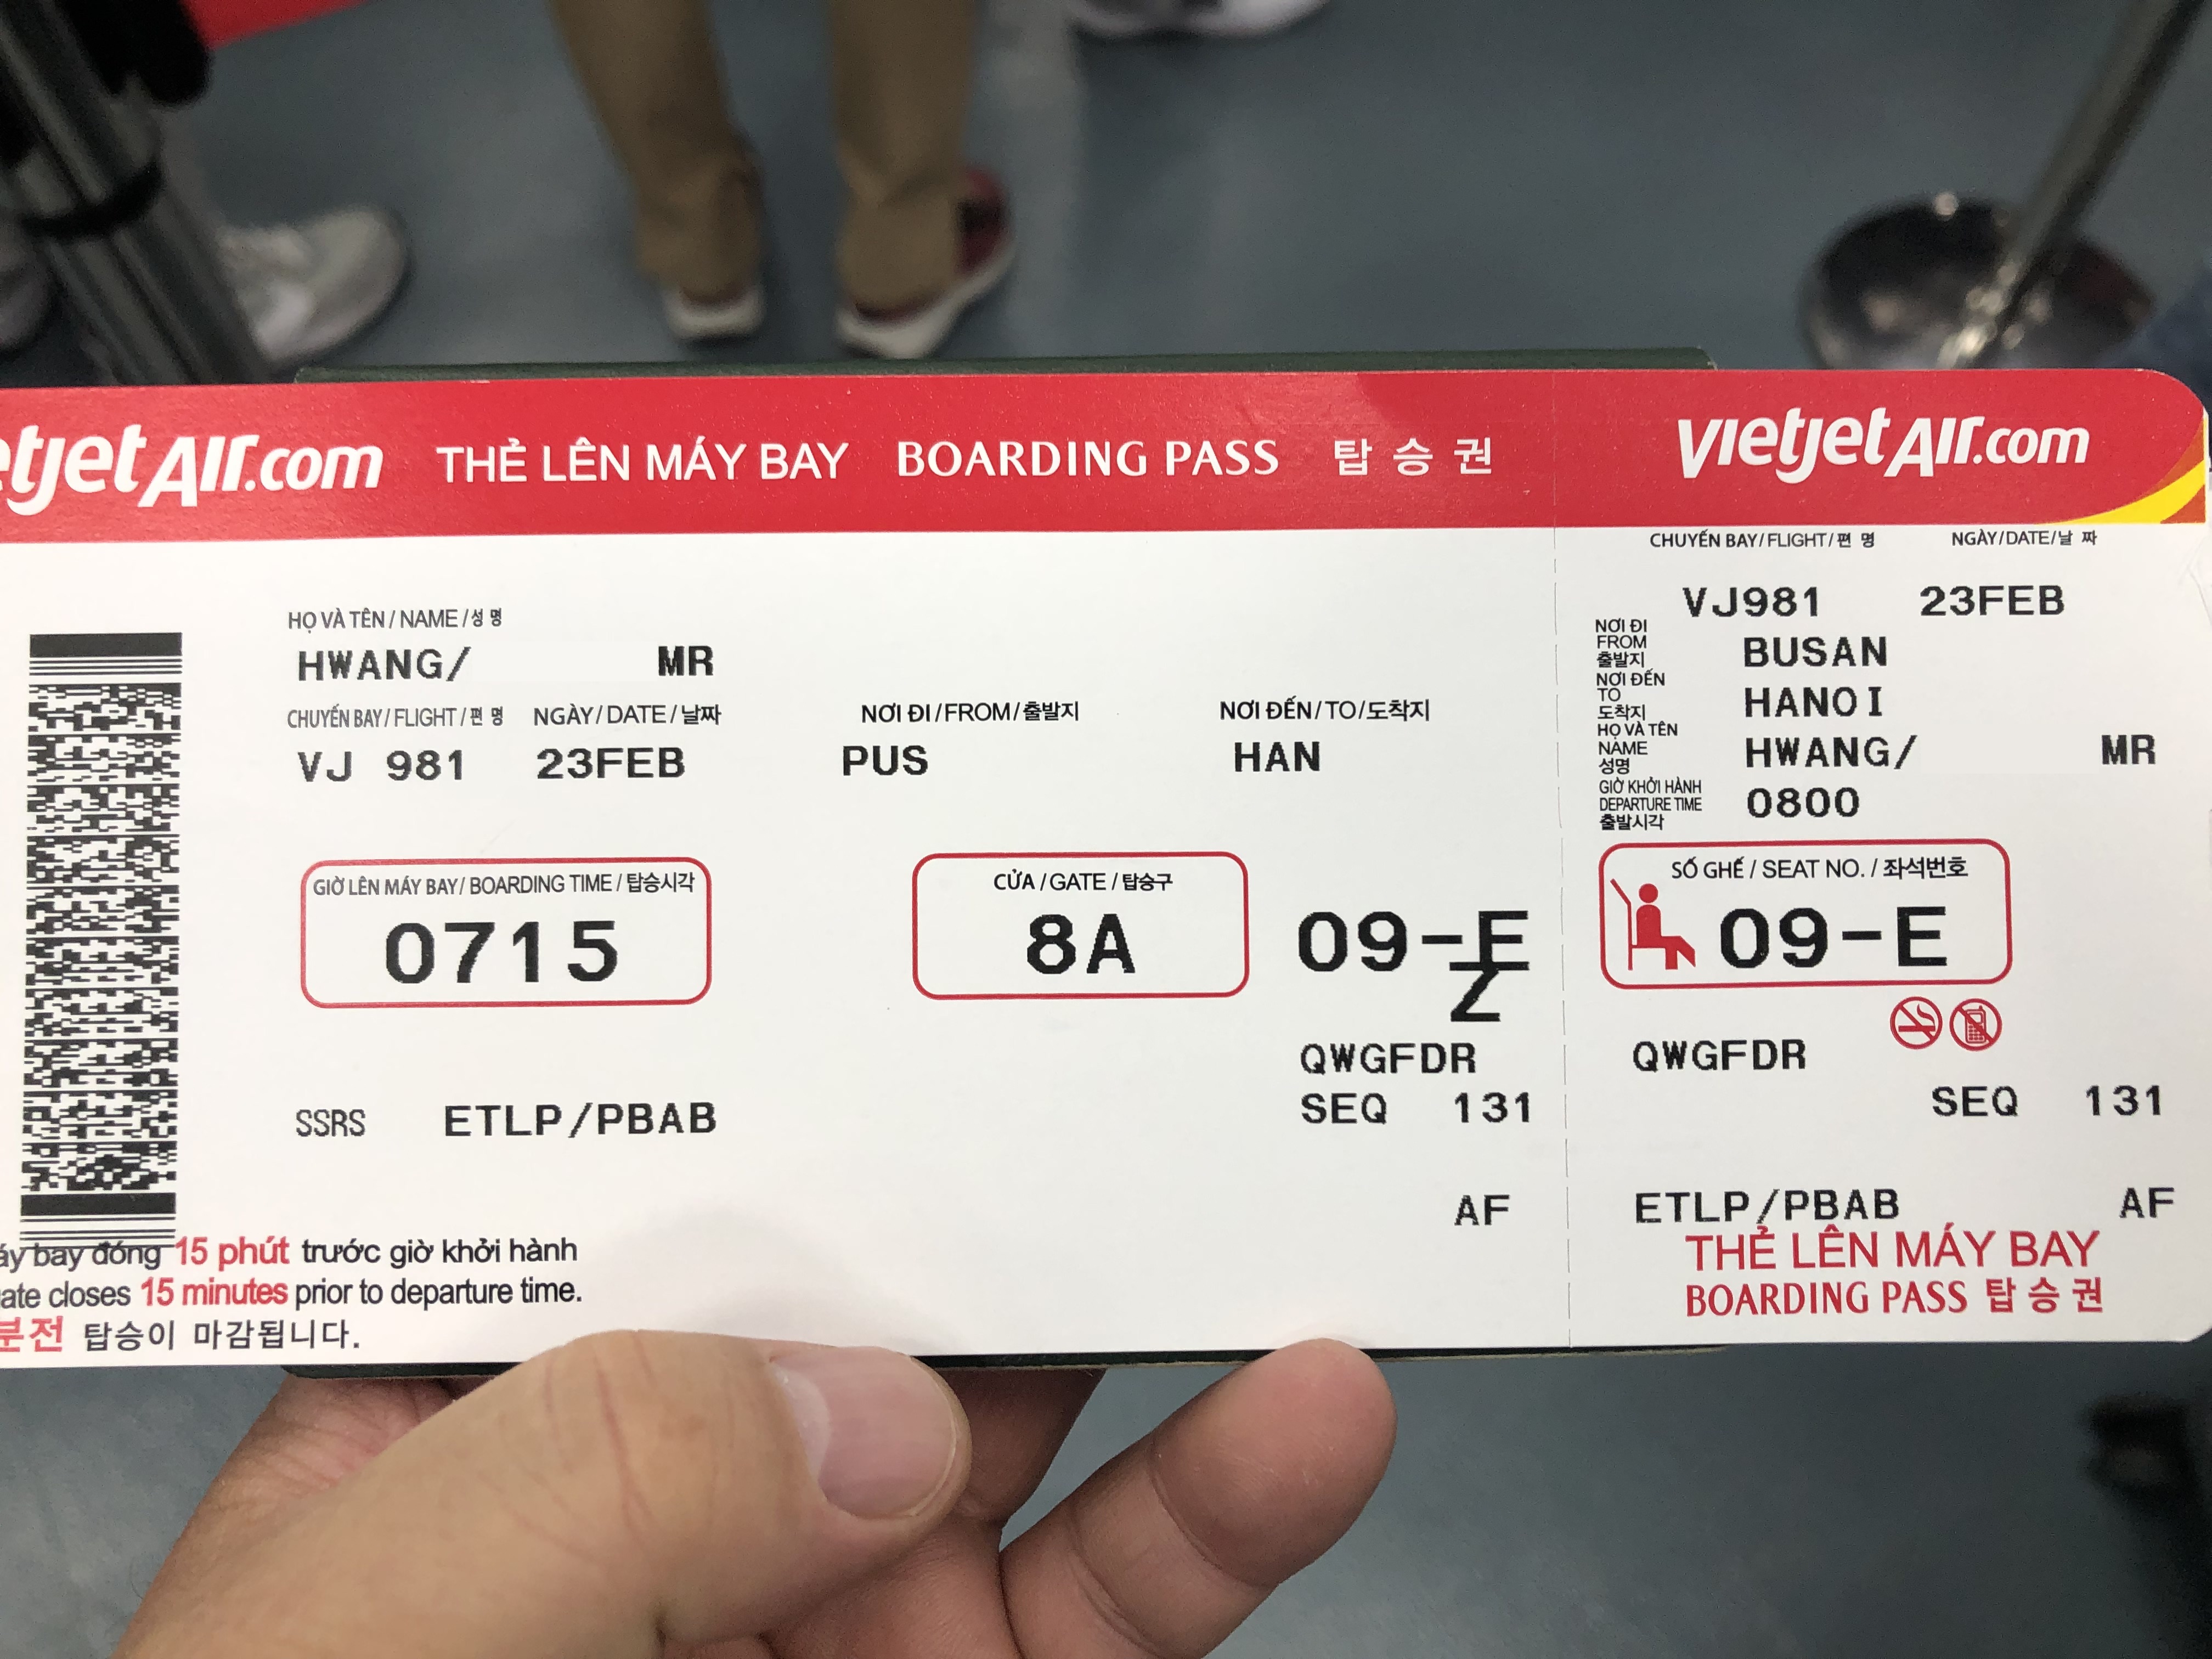 etjet Air.com THẺ LÊN MÁY BAY BOARDING PASS 탑승권
HỌ VÀ TÊN / NAME / 성명
HWANG/ MR
CHUYẾN BAY / FLIGHT / 편명 NGÀY / DATE / 날짜 NƠI ĐI / FROM / 출발지 NƠI ĐẾN / TO / 도착지
VJ 981 23FEB PUS HAN
GIỜ LÊN MÁY BAY / BOARDING TIME / 탑승시각 CỬA / GATE / 탑승구
0715 8A 09-E
Z
QWGFDR
SEQ 131
SSRS ETLP/PBAB
AF
áy bay đóng 15 phút trước giờ khởi hành
ate closes 15 minutes prior to departure time.
분전 탑승이 마감됩니다.
vietjet Air.com
CHUYẾN BAY / FLIGHT / 편명 NGÀY / DATE / 날짜
VJ981 23FEB
NƠI ĐI
FROM
출발지
BUSAN
NƠI ĐẾN
TO
도착지
HANOI
HỌ VÀ TÊN
NAME
성명
HWANG/ MR
GIỜ KHỞI HÀNH
DEPARTURE TIME
출발시각
0800
SỐ GHẾ / SEAT NO. / 좌석번호
09-E
QWGFDR
SEQ 131
ETLP/PBAB AF
THẺ LÊN MÁY BAY
BOARDING PASS 탑승권